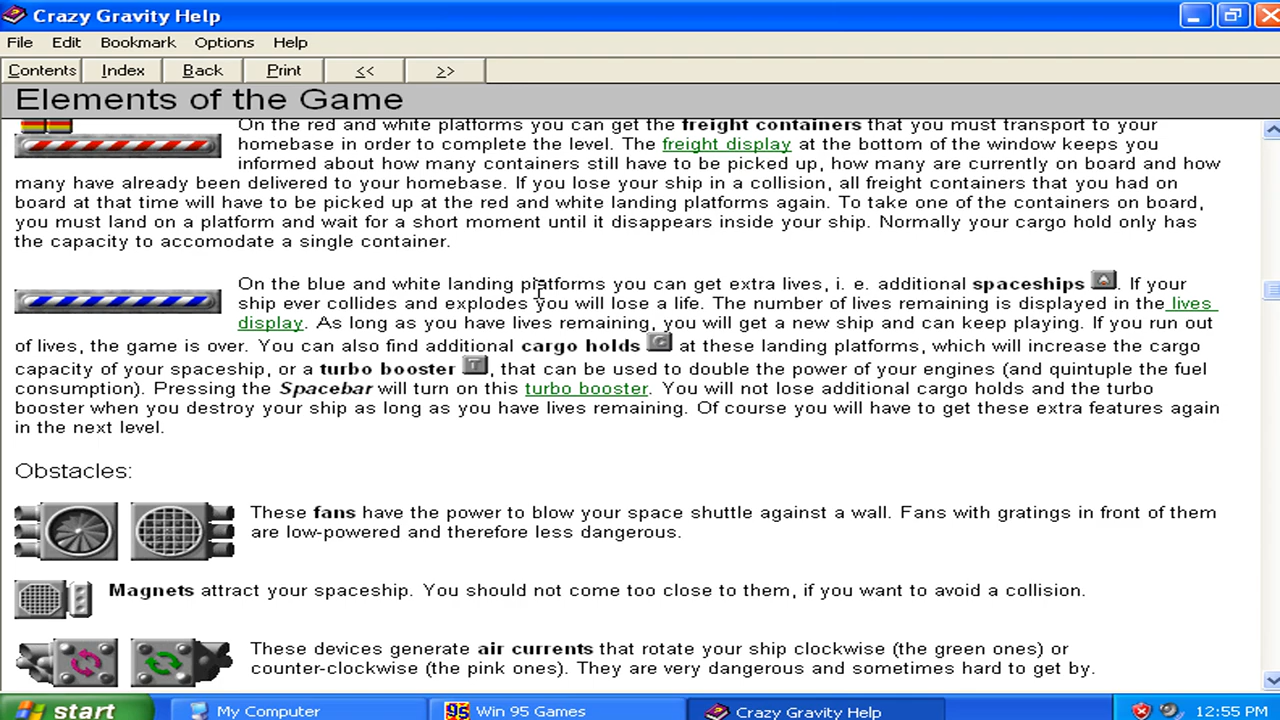 Crazy Gravity Help
File Edit Bookmark Options Help
Contents Index Back Print << >>
Elements of the Game
On the red and white platforms you can get the freight containers that you must transport to your
homebase in order to complete the level. The freight display at the bottom of the window keeps you
informed about how many containers still have to be picked up, how many are currently on board and how
many have already been delivered to your homebase. If you lose your ship in a collision, all freight containers that you had on
board at that time will have to be picked up at the red and white landing platforms again. To take one of the containers on board,
you must land on a platform and wait for a short moment until it disappears inside your ship. Normally your cargo hold only has
the capacity to accomodate a single container.
On the blue and white landing platforms you can get extra lives, i. e. additional spaceships . If your
ship ever collides and explodes you will lose a life. The number of lives remaining is displayed in the lives
display. As long as you have lives remaining, you will get a new ship and can keep playing. If you run out
of lives, the game is over. You can also find additional cargo holds C at these landing platforms, which will increase the cargo
capacity of your spaceship, or a turbo booster T, that can be used to double the power of your engines (and quintuple the fuel
consumption). Pressing the Spacebar will turn on this turbo booster. You will not lose additional cargo holds and the turbo
booster when you destroy your ship as long as you have lives remaining. Of course you will have to get these extra features again
in the next level.
Obstacles:
These fans have the power to blow your space shuttle against a wall. Fans with gratings in front of them
are low-powered and therefore less dangerous.
Magnets attract your spaceship. You should not come too close to them, if you want to avoid a collision.
These devices generate air currents that rotate your ship clockwise (the green ones) or
counter-clockwise (the pink ones). They are very dangerous and sometimes hard to get by.
start My Computer 95 Win 95 Games Crazy Gravity Help 12:55 PM